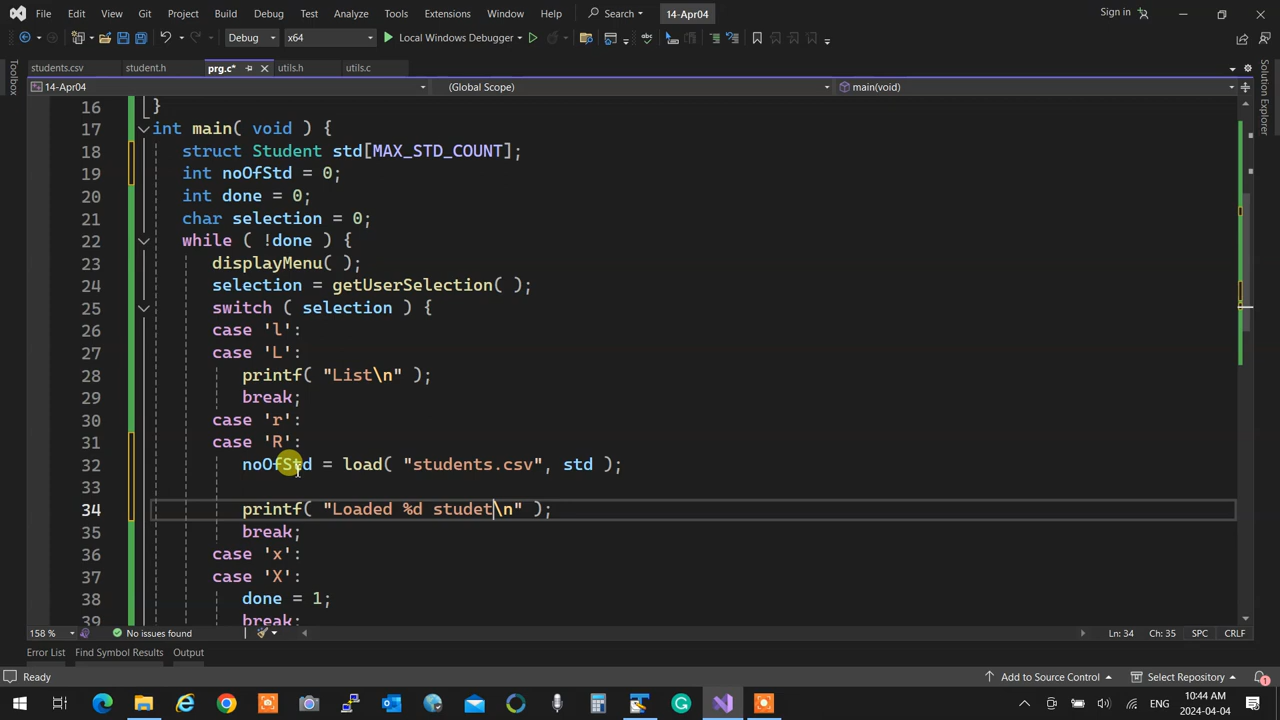 File Edit View Git Project Build Debug Test Analyze Tools Extensions Window Help Search 14-Apr04 Sign in
Debug x64 Local Windows Debugger
students.csv student.h prg.c* utils.h utils.c
14-Apr04 (Global Scope) main(void)
Toolbox
Solution Explorer
16 }
17 int main( void ) {
18 struct Student std[MAX_STD_COUNT];
19 int noOfStd = 0;
20 int done = 0;
21 char selection = 0;
22 while ( !done ) {
23 displayMenu( );
24 selection = getUserSelection( );
25 switch ( selection ) {
26 case 'l':
27 case 'L':
28 printf( "List\n" );
29 break;
30 case 'r':
31 case 'R':
32 noOfStd = load( "students.csv", std );
33
34 printf( "Loaded %d studet\n" );
35 break;
36 case 'x':
37 case 'X':
38 done = 1;
39 break;
158 % No issues found Ln: 34 Ch: 35 SPC CRLF
Error List Find Symbol Results Output
Ready Add to Source Control Select Repository 1
ENG 10:44 AM
2024-04-04